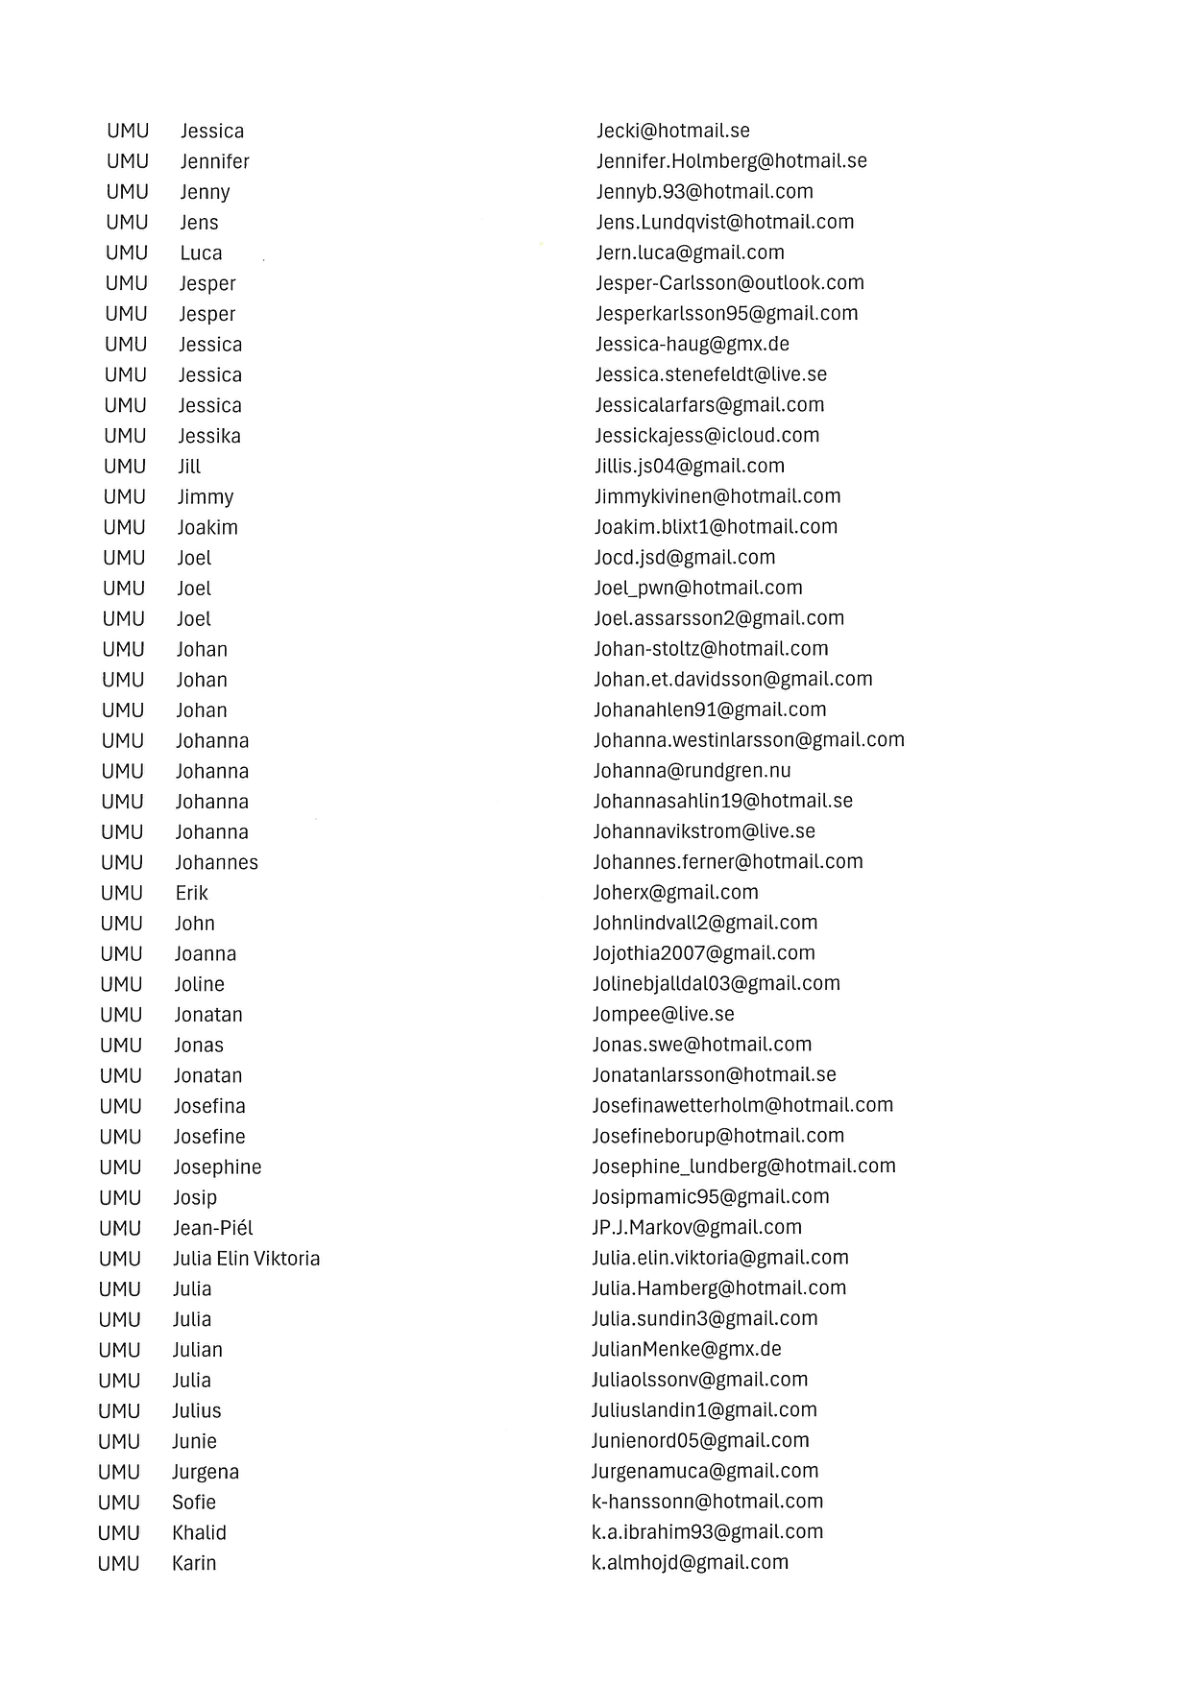 UMU Jessica Jecki@hotmail.se
UMU Jennifer Jennifer.Holmberg@hotmail.se
UMU Jenny Jennyb.93@hotmail.com
UMU Jens Jens.Lundqvist@hotmail.com
UMU Luca Jern.luca@gmail.com
UMU Jesper Jesper-Carlsson@outlook.com
UMU Jesper Jesperkarlsson95@gmail.com
UMU Jessica Jessica-haug@gmx.de
UMU Jessica Jessica.stenefeldt@live.se
UMU Jessica Jessicalarfars@gmail.com
UMU Jessika Jessickajess@icloud.com
UMU Jill Jillis.js04@gmail.com
UMU Jimmy Jimmykivinen@hotmail.com
UMU Joakim Joakim.blixt1@hotmail.com
UMU Joel Jocd.jsd@gmail.com
UMU Joel Joel_pwn@hotmail.com
UMU Joel Joel.assarsson2@gmail.com
UMU Johan Johan-stoltz@hotmail.com
UMU Johan Johan.et.davidsson@gmail.com
UMU Johan Johanahlen91@gmail.com
UMU Johanna Johanna.westinlarsson@gmail.com
UMU Johanna Johanna@rundgren.nu
UMU Johanna Johannasahlin19@hotmail.se
UMU Johanna Johannavikstrom@live.se
UMU Johannes Johannes.ferner@hotmail.com
UMU Erik Joherx@gmail.com
UMU John Johnlindvall2@gmail.com
UMU Joanna Jojothia2007@gmail.com
UMU Joline Jolinebjalldal03@gmail.com
UMU Jonatan Jompee@live.se
UMU Jonas Jonas.swe@hotmail.com
UMU Jonatan Jonatanlarsson@hotmail.se
UMU Josefina Josefinawetterholm@hotmail.com
UMU Josefine Josefineborup@hotmail.com
UMU Josephine Josephine_lundberg@hotmail.com
UMU Josip Josipmamic95@gmail.com
UMU Jean-Piél JP.J.Markov@gmail.com
UMU Julia Elin Viktoria Julia.elin.viktoria@gmail.com
UMU Julia Julia.Hamberg@hotmail.com
UMU Julia Julia.sundin3@gmail.com
UMU Julian JulianMenke@gmx.de
UMU Julia Juliaolssonv@gmail.com
UMU Julius Juliuslandin1@gmail.com
UMU Junie Junienord05@gmail.com
UMU Jurgena Jurgenamuca@gmail.com
UMU Sofie k-hanssonn@hotmail.com
UMU Khalid k.a.ibrahim93@gmail.com
UMU Karin k.almhojd@gmail.com